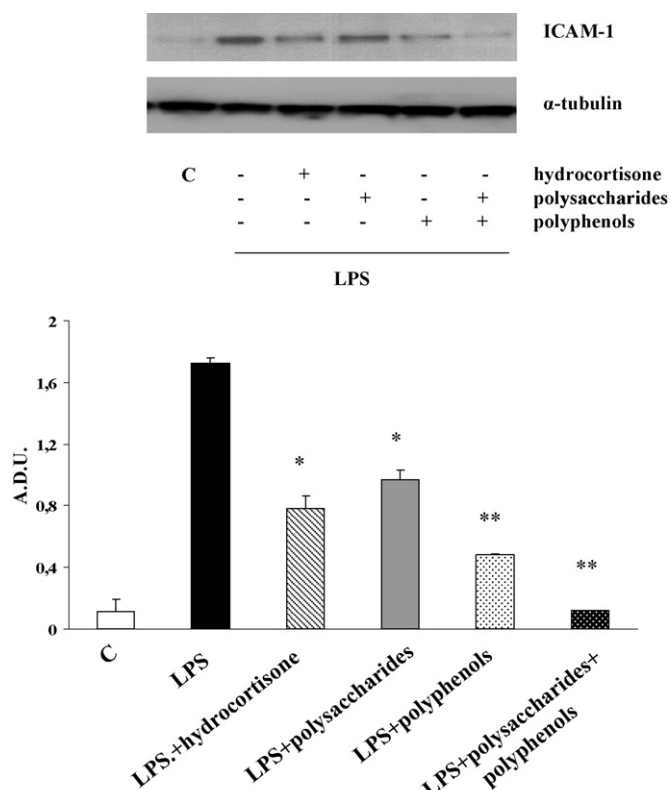 ICAM-1
α-tubulin
C - + - - - hydrocortisone
- - + - + polysaccharides
- - - + + polyphenols
LPS
2
1,6
1,2
0,8
0,4
0
A.D.U.
* * ** **
C
LPS
LPS.+hydrocortisone
LPS+polysaccharides
LPS+polyphenols
LPS+polysaccharides+
polyphenols